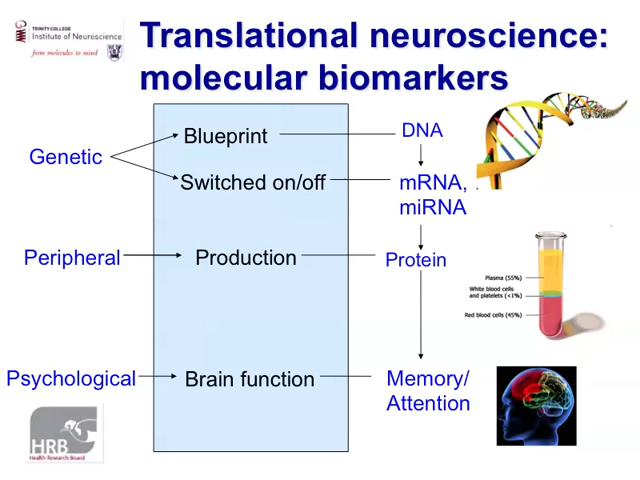 TRINITY COLLEGE
Institute of Neuroscience
from molecules to mind
Translational neuroscience:
molecular biomarkers
Genetic
Blueprint
DNA
Switched on/off
mRNA,
miRNA
Peripheral
Production
Protein
Plasma (55%)
White blood cells
and platelets (<1%)
Red blood cells (45%)
Psychological
Brain function
Memory/
Attention
HRB
Health Research Board